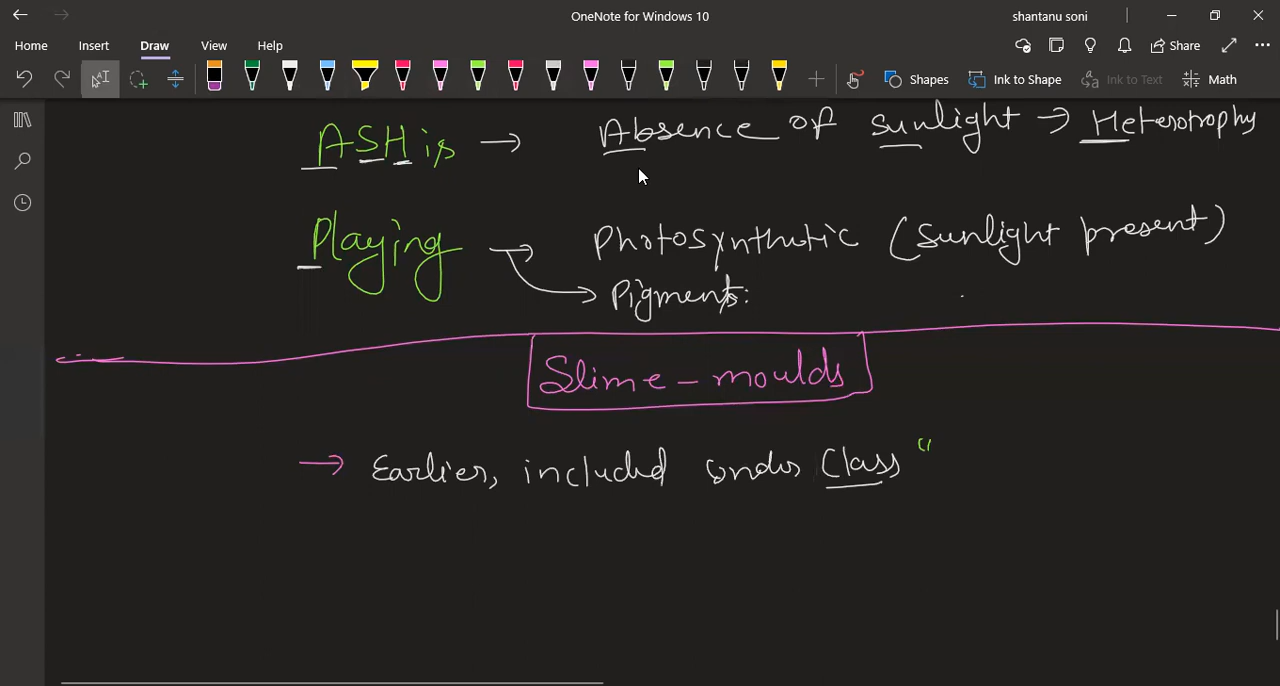 OneNote for Windows 10
shantanu soni
Home Insert Draw View Help
Share
Shapes Ink to Shape Ink to Text Math
ASH is → Absence of sunlight → Heterotrophy
Playing → Photosynthetic (sunlight present)
→ Pigments:
Slime - moulds
→ Earlier, included under Class "